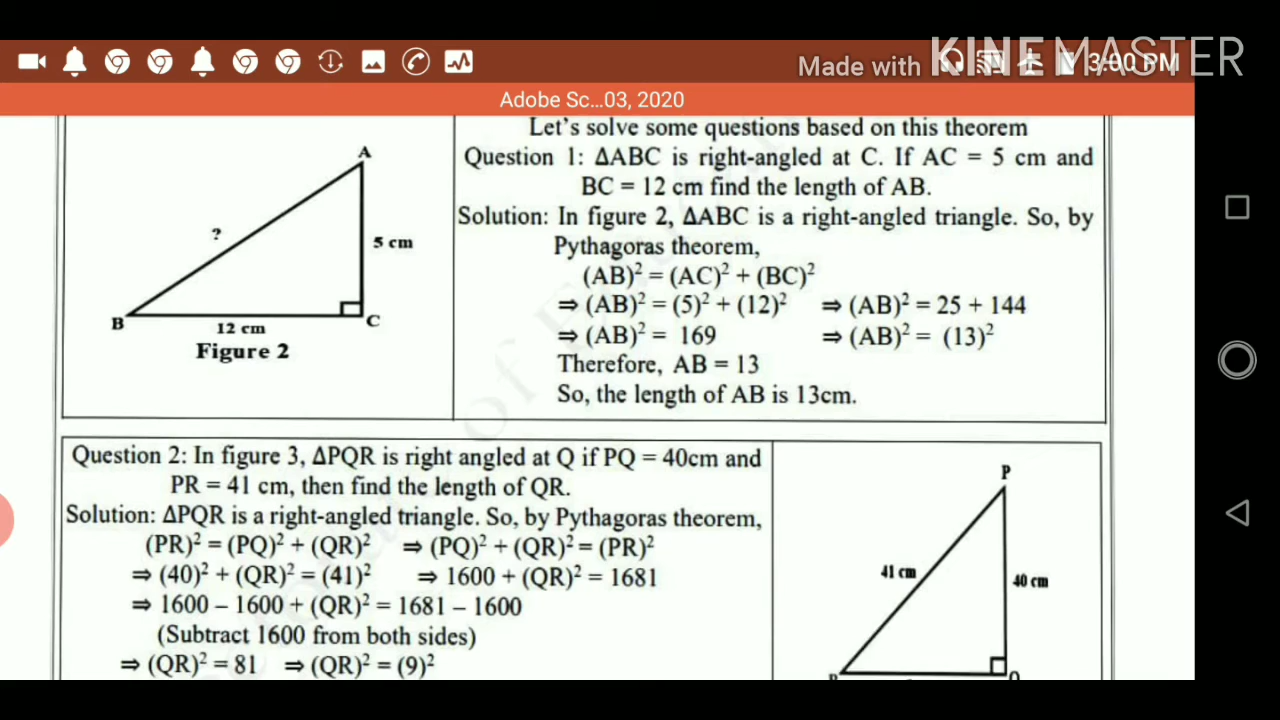 Made with KINEMASTER
3:00 PM
Adobe Sc...03, 2020
A
?
5 cm
B
12 cm
C
Figure 2
Let's solve some questions based on this theorem
Question 1: ΔABC is right-angled at C. If AC = 5 cm and
BC = 12 cm find the length of AB.
Solution: In figure 2, ΔABC is a right-angled triangle. So, by
Pythagoras theorem,
(AB)² = (AC)² + (BC)²
⇒ (AB)² = (5)² + (12)² ⇒ (AB)² = 25 + 144
⇒ (AB)² = 169 ⇒ (AB)² = (13)²
Therefore, AB = 13
So, the length of AB is 13cm.
Question 2: In figure 3, ΔPQR is right angled at Q if PQ = 40cm and
PR = 41 cm, then find the length of QR.
Solution: ΔPQR is a right-angled triangle. So, by Pythagoras theorem,
(PR)² = (PQ)² + (QR)² ⇒ (PQ)² + (QR)² = (PR)²
⇒ (40)² + (QR)² = (41)² ⇒ 1600 + (QR)² = 1681
⇒ 1600 – 1600 + (QR)² = 1681 – 1600
(Subtract 1600 from both sides)
⇒ (QR)² = 81 ⇒ (QR)² = (9)²
P
41 cm
40 cm